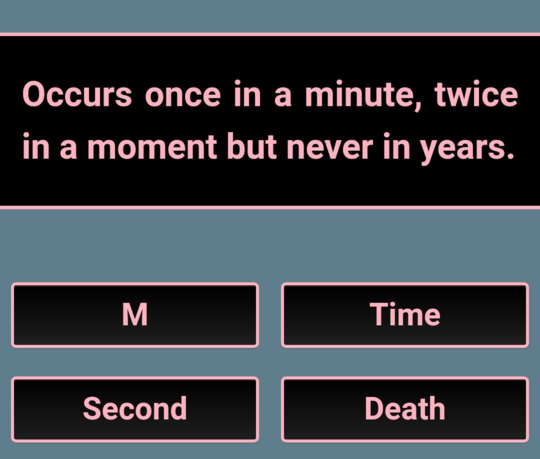 Occurs once in a minute, twice
in a moment but never in years.
M
Time
Second
Death